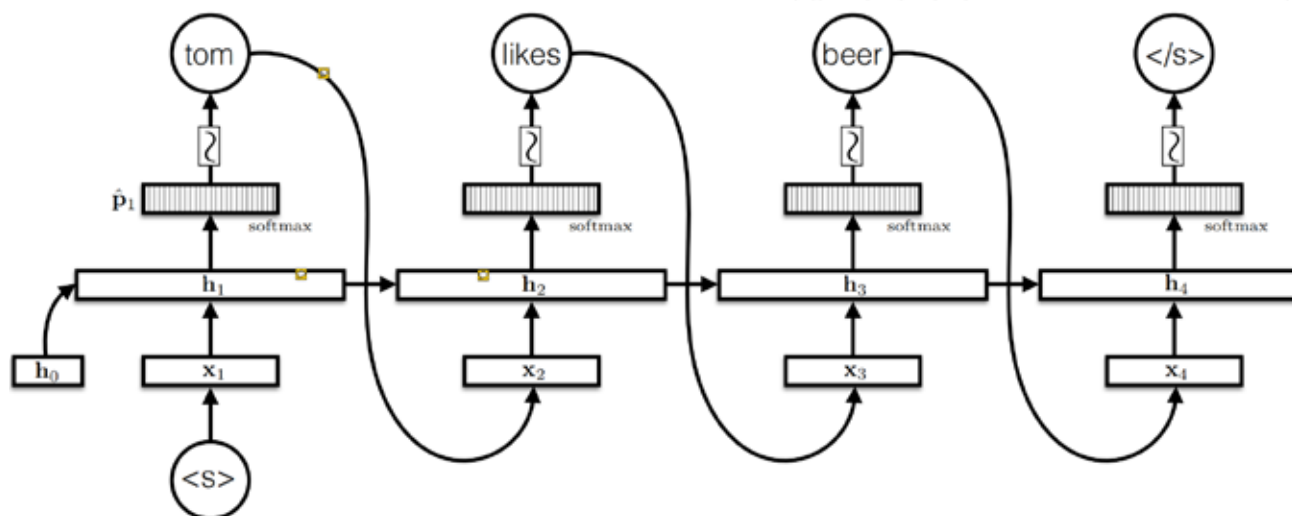 tom likes beer </s>
p̂₁
softmax softmax softmax softmax
h₁ h₂ h₃ h₄
h₀ x₁ x₂ x₃ x₄
<s>